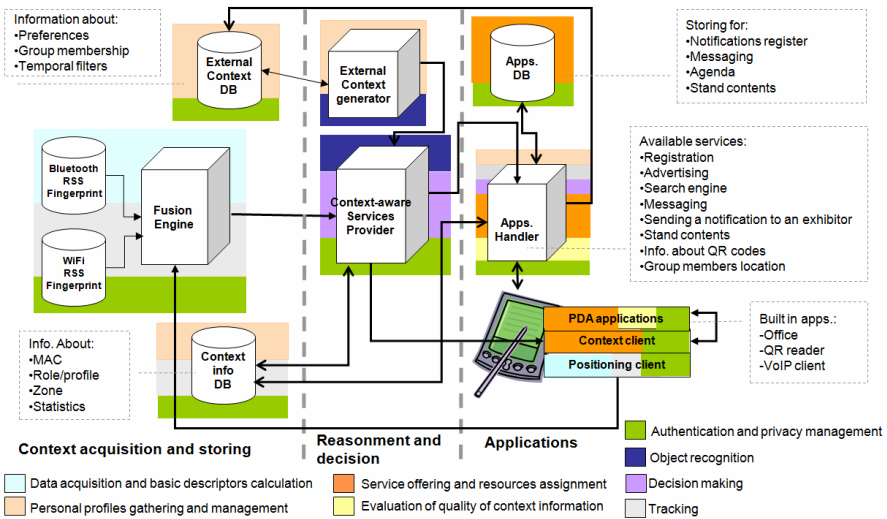 Information about:
•Preferences
•Group membership
•Temporal filters
External
Context
DB
External
Context
generator
Apps.
DB
Storing for:
•Notifications register
•Messaging
•Agenda
•Stand contents
Bluetooth
RSS
Fingerprint
WiFi
RSS
Fingerprint
Fusion
Engine
Context-aware
Services
Provider
Apps.
Handler
Available services:
•Registration
•Advertising
•Search engine
•Messaging
•Sending a notification to an exhibitor
•Stand contents
•Info. about QR codes
•Group members location
Info. About:
•MAC
•Role/profile
•Zone
•Statistics
Context
info
DB
PDA applications
Context client
Positioning client
Built in apps.:
-Office
-QR reader
-VoIP client
Context acquisition and storing
Reasonment and
decision
Applications
Data acquisition and basic descriptors calculation
Personal profiles gathering and management
Service offering and resources assignment
Evaluation of quality of context information
Authentication and privacy management
Object recognition
Decision making
Tracking